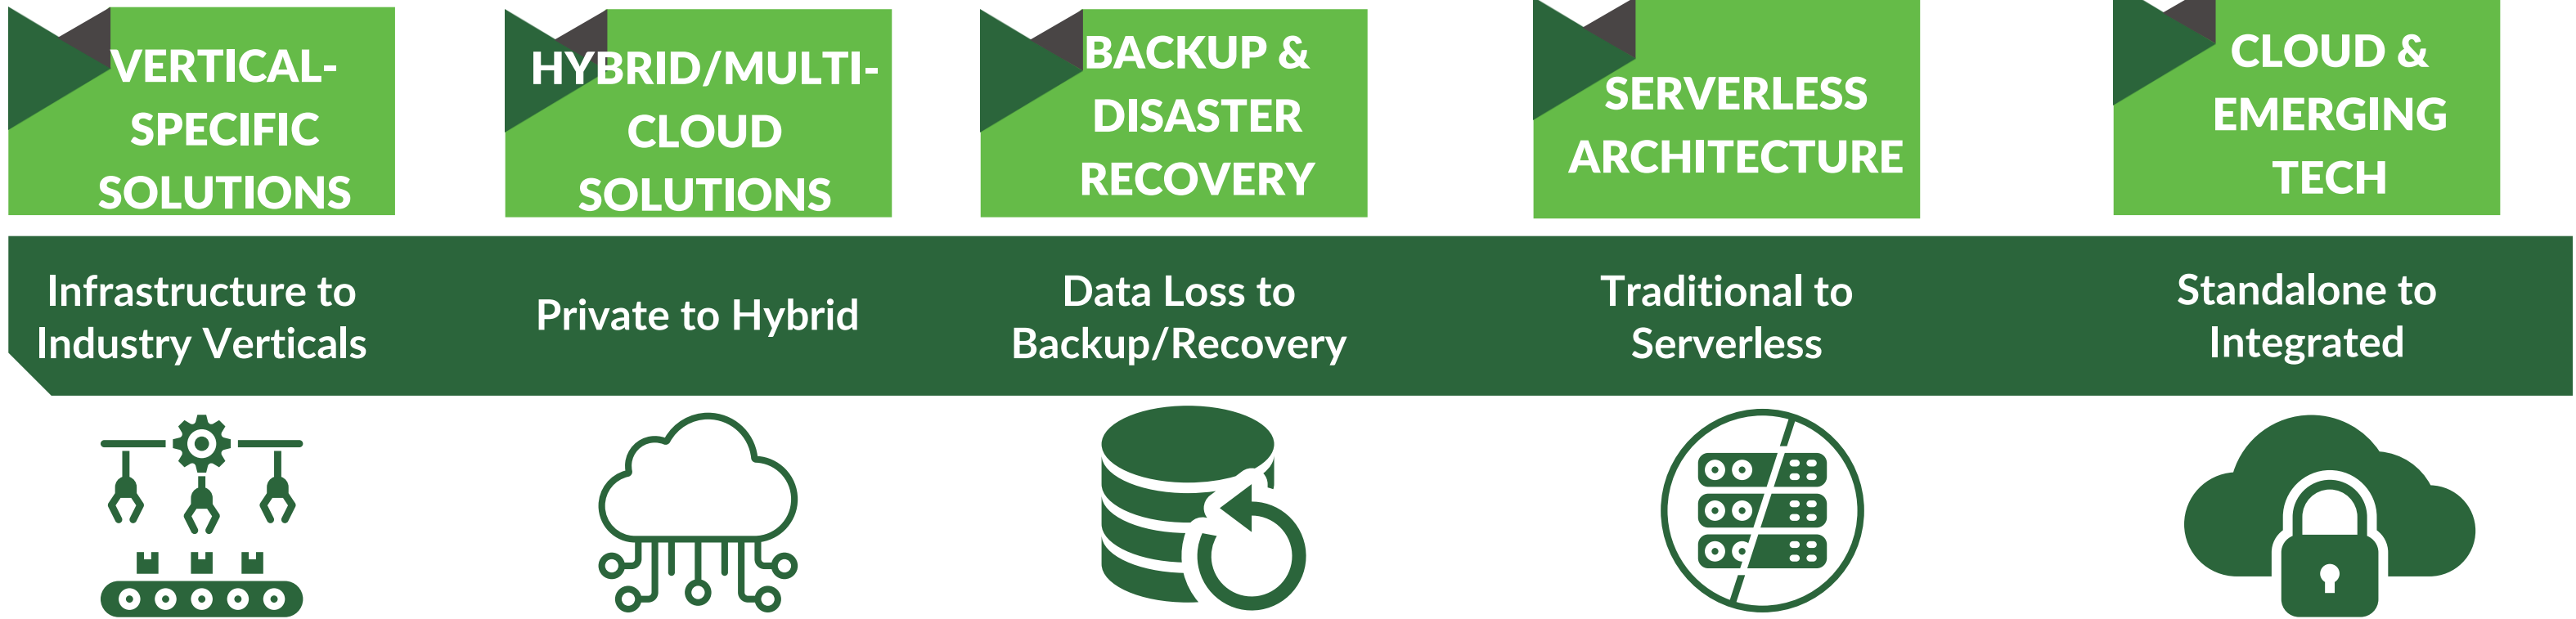 VERTICAL-
SPECIFIC
SOLUTIONS
HYBRID/MULTI-
CLOUD
SOLUTIONS
BACKUP &
DISASTER
RECOVERY
SERVERLESS
ARCHITECTURE
CLOUD &
EMERGING
TECH
Infrastructure to
Industry Verticals
Private to Hybrid
Data Loss to
Backup/Recovery
Traditional to
Serverless
Standalone to
Integrated